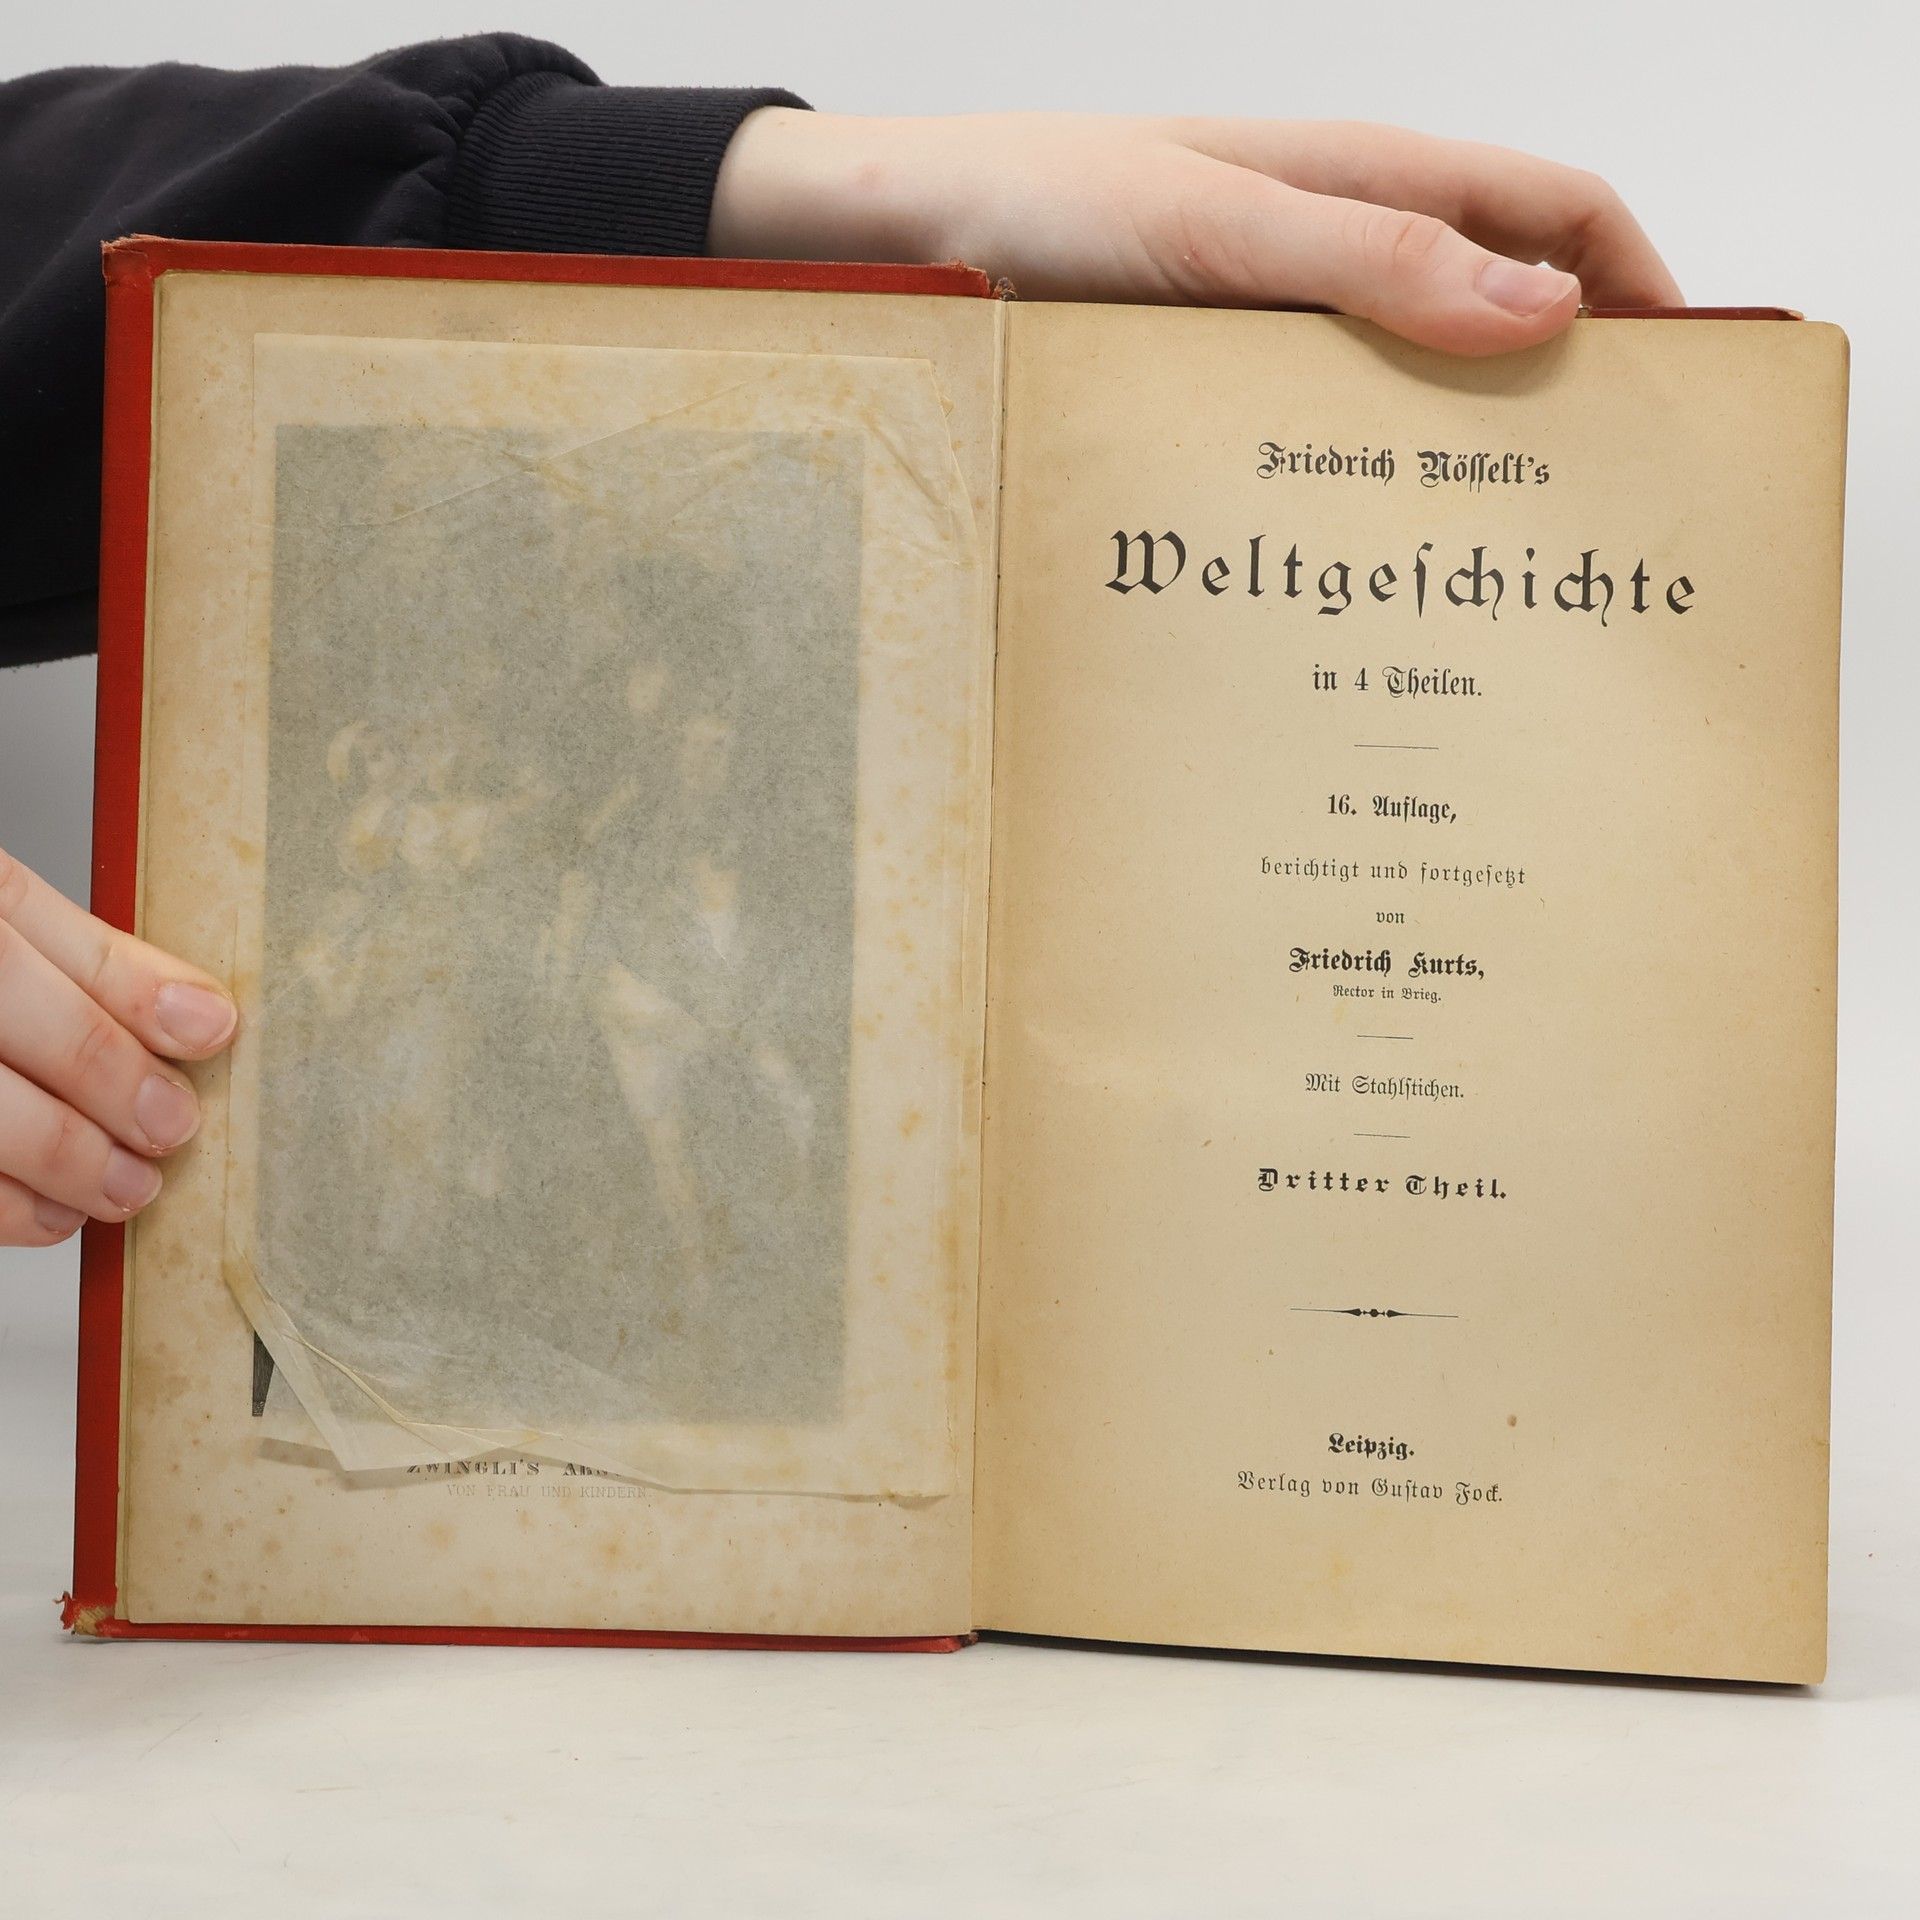 ZWINGLI'S
VON FRAU UND KINDERN.
Friedrich Nösselt's
Weltgeschichte
in 4 Theilen.
16. Auflage,
berichtigt und fortgesetzt
von
Friedrich Kurts,
Rector in Brieg.
Mit Stahlstichen.
Dritter Theil.
Leipzig.
Verlag von Gustav Fock.